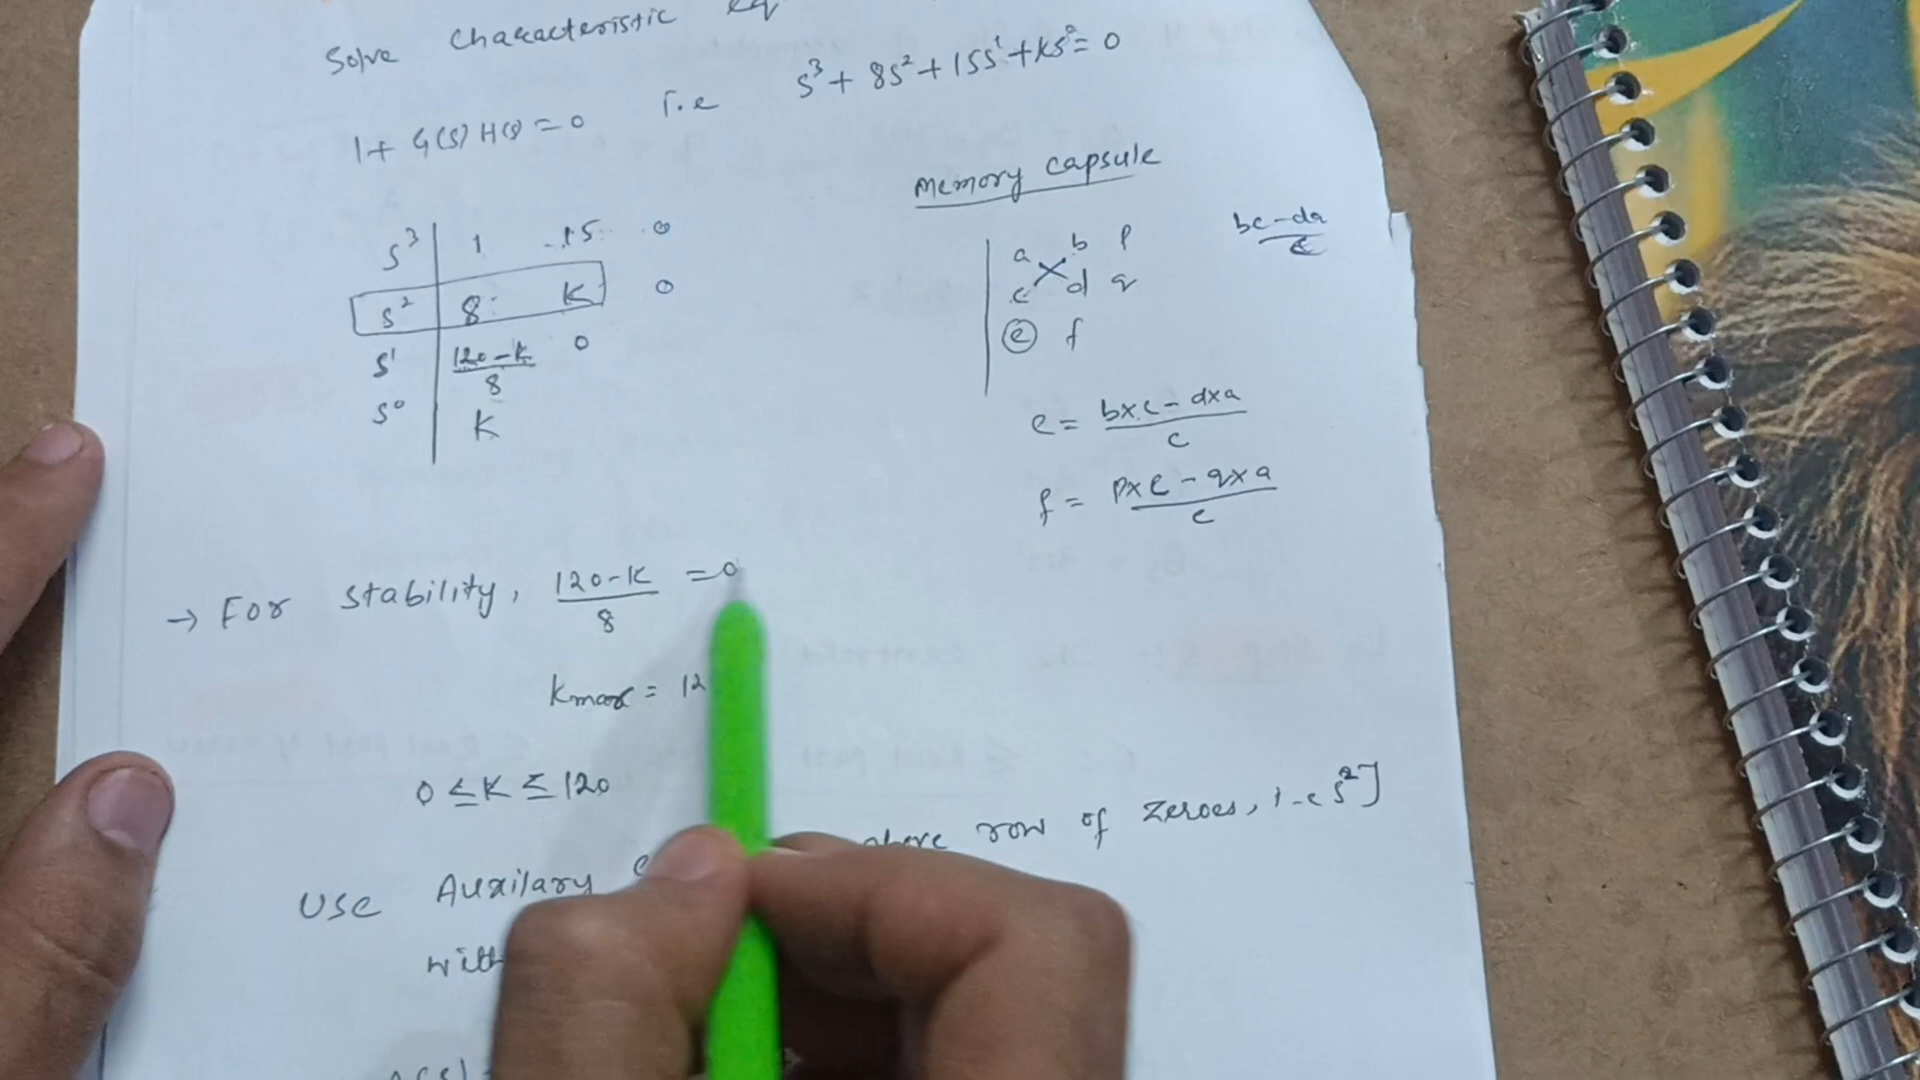 Solve Characteristic eq
1 + G(s) H(s) = 0 i.e s³ + 8s² + 15s¹ + ks⁰ = 0
Memory capsule
s³ 1 15 0
s² 8 K 0
s¹ 120-k/8 0
s⁰ K
a b p
c d q
e f
bc-da/c
e = bxc - dxa/c
f = pxc - qxa/c
→ For stability, 120-K/8 = 0
Kmax = 12
0 ≤ K ≤ 120
Use Auxilary above row of zeroes, i.e s²]
with